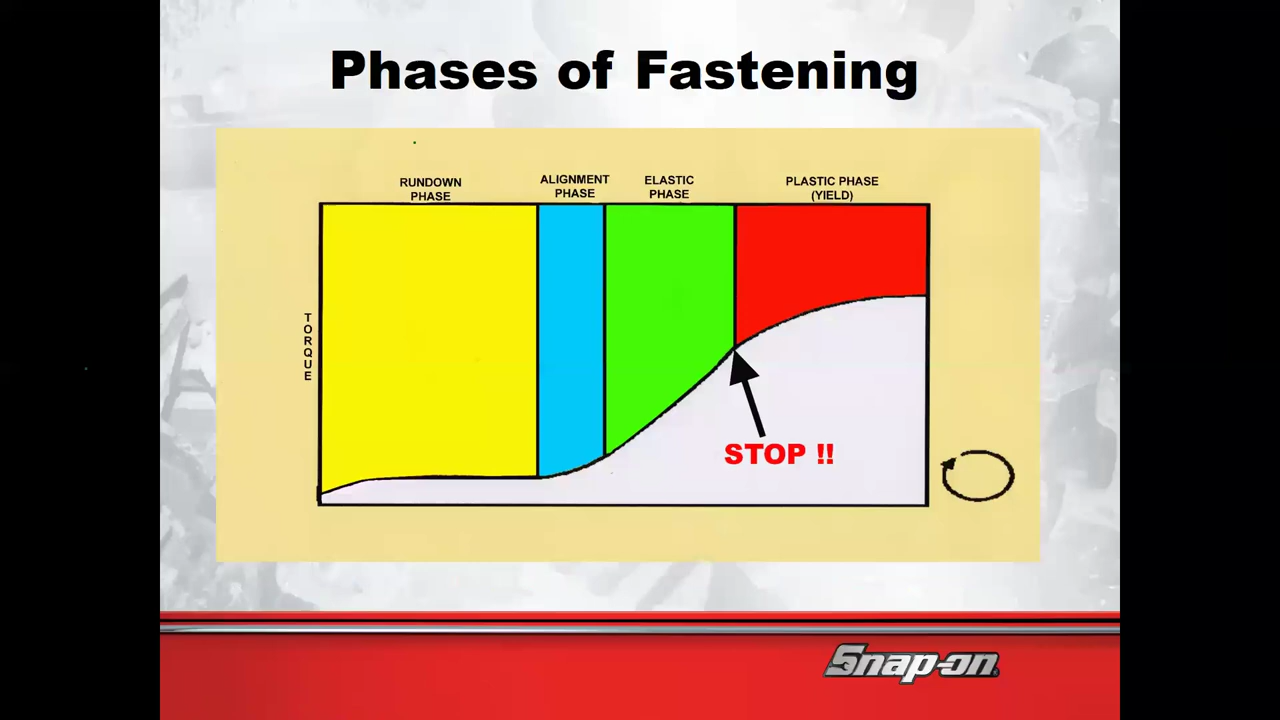 Phases of Fastening
RUNDOWN
PHASE
ALIGNMENT
PHASE
ELASTIC
PHASE
PLASTIC PHASE
(YIELD)
TORQUE
STOP !!
Snap-on